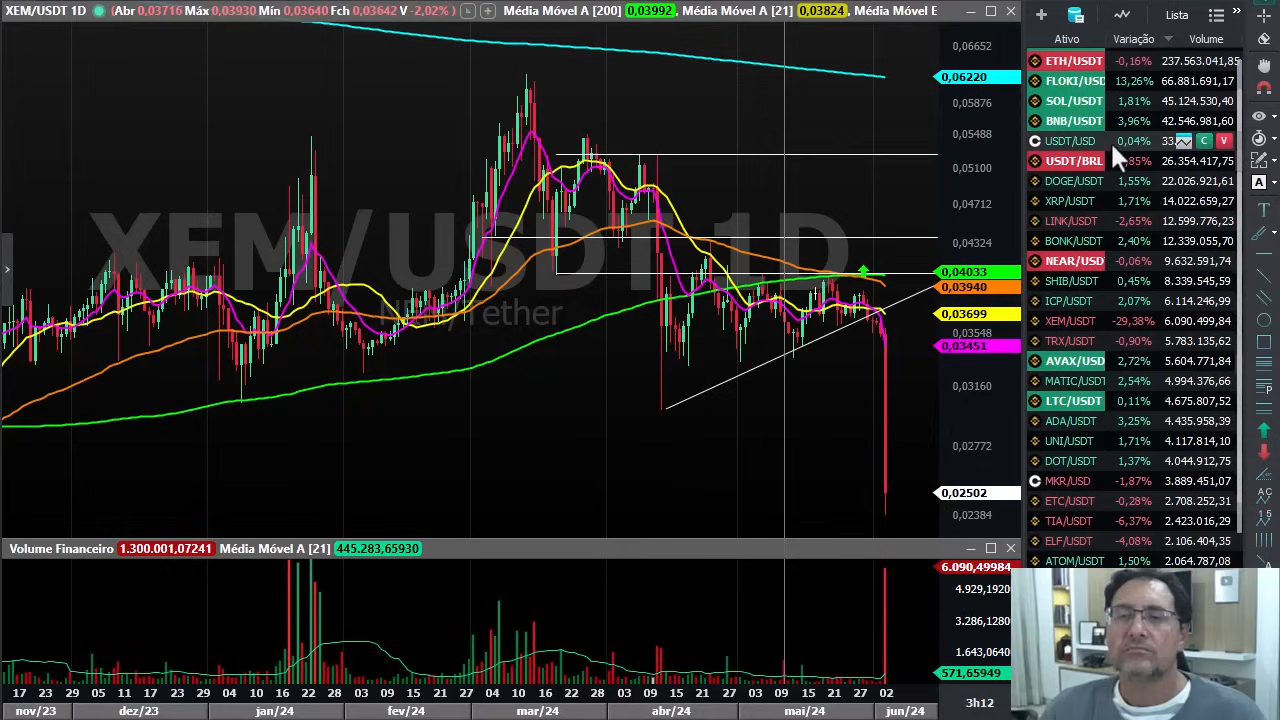 XEM/USDT 1D (Abr 0,03716 Máx 0,03930 Mín 0,03640 Fch 0,03642 V -2,02% ) Média Móvel A [200] 0,03992 , Média Móvel A [21] 0,03824 , Média Móvel E
XEM/USDT 1D
NEM/Tether
0,06652
0,06220
0,05876
0,05488
0,05100
0,04712
0,04324
0,04033
0,03940
0,03699
0,03548
0,03451
0,03160
0,02772
0,02502
0,02384
Volume Financeiro 1.300.001,07241 Média Móvel A [21] 445.283,65930
6.090,49984
4.929,1920
3.286,1280
1.643,0640
571,65949
17 23 05 11 17 23 29 04 10 16 22 28 03 09 15 21 27 04 10 16 22 28 03 09 15 21 27 03 09 15 21 27 02
nov/23 dez/23 jan/24 fev/24 mar/24 abr/24 mai/24 jun/24
3h12
Lista
Ativo Variação Volume
ETH/USDT -0,16% 237.563.041,85
FLOKI/USD 13,26% 66.881.691,17
SOL/USDT 1,81% 45.124.530,40
BNB/USDT 3,96% 42.546.981,60
USDT/USD 0,04% 33. C V
USDT/BRL 85% 26.354.417,75
DOGE/USDT 1,55% 22.026.921,61
XRP/USDT 1,71% 14.022.659,27
LINK/USDT -2,65% 12.599.776,23
BONK/USDT 2,40% 12.339.055,70
NEAR/USD -0,06% 9.632.591,74
SHIB/USDT 0,45% 8.339.545,59
ICP/USDT 2,07% 8.114.246,99
XEM/USDT -29,38% 6.090.499,84
TRX/USDT -0,90% 5.783.135,62
AVAX/USD 2,72% 5.604.771,84
MATIC/USDT 2,54% 4.994.376,66
LTC/USDT 0,11% 4.675.807,52
ADA/USDT 3,25% 4.435.958,39
UNI/USDT 1,71% 4.117.814,10
DOT/USDT 1,37% 4.044.912,75
MKR/USD -1,87% 3.889.451,07
ETC/USDT -0,28% 2.708.252,31
TIA/USDT -6,37% 2.423.016,29
ELF/USDT -4,08% 2.106.404,35
ATOM/USDT 1,50% 2.064.787,08